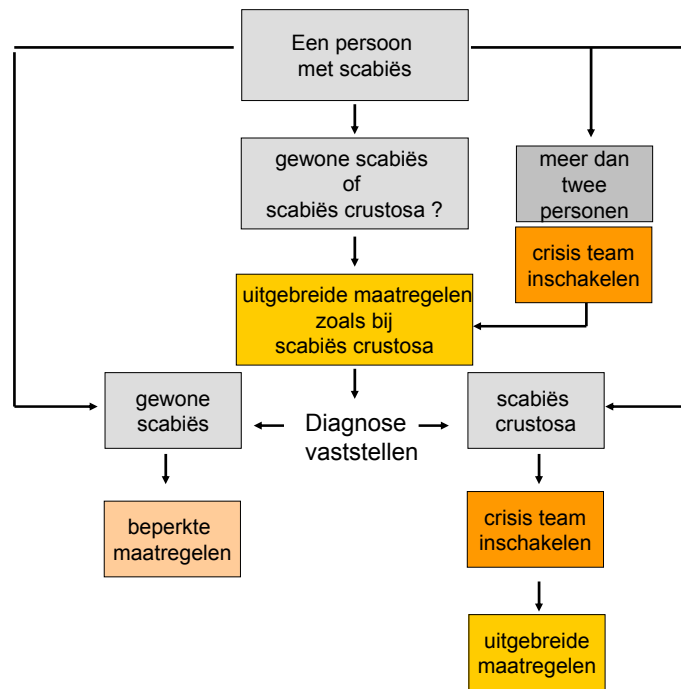 Een persoon
met scabiës
gewone scabiës
of
scabiës crustosa ?
meer dan
twee
personen
crisis team
inschakelen
uitgebreide maatregelen
zoals bij
scabiës crustosa
gewone
scabiës
Diagnose
vaststellen
scabiës
crustosa
beperkte
maatregelen
crisis team
inschakelen
uitgebreide
maatregelen